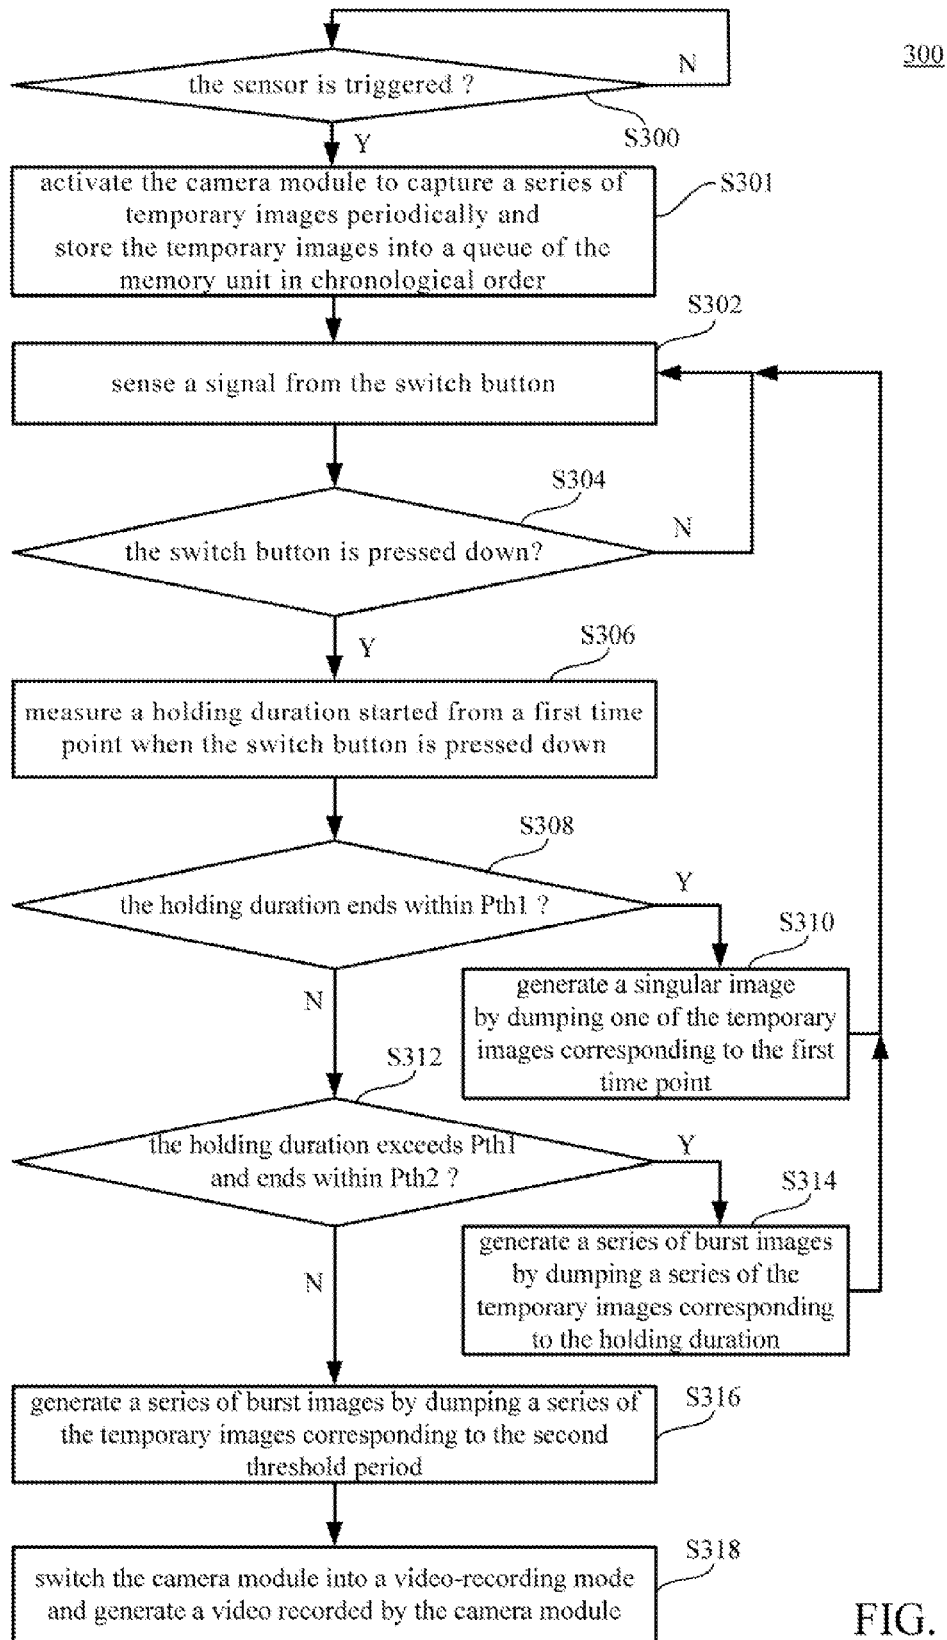 300
the sensor is triggered ?
N
S300
Y
activate the camera module to capture a series of
temporary images periodically and
store the temporary images into a queue of the
memory unit in chronological order
S301
S302
sense a signal from the switch button
S304
the switch button is pressed down?
N
Y
S306
measure a holding duration started from a first time
point when the switch button is pressed down
S308
the holding duration ends within Pth1 ?
Y
S310
generate a singular image
by dumping one of the temporary
images corresponding to the first
time point
N
S312
the holding duration exceeds Pth1
and ends within Pth2 ?
Y
S314
generate a series of burst images
by dumping a series of the
temporary images corresponding
to the holding duration
N
S316
generate a series of burst images by dumping a series of
the temporary images corresponding to the second
threshold period
S318
switch the camera module into a video-recording mode
and generate a video recorded by the camera module
FIG.